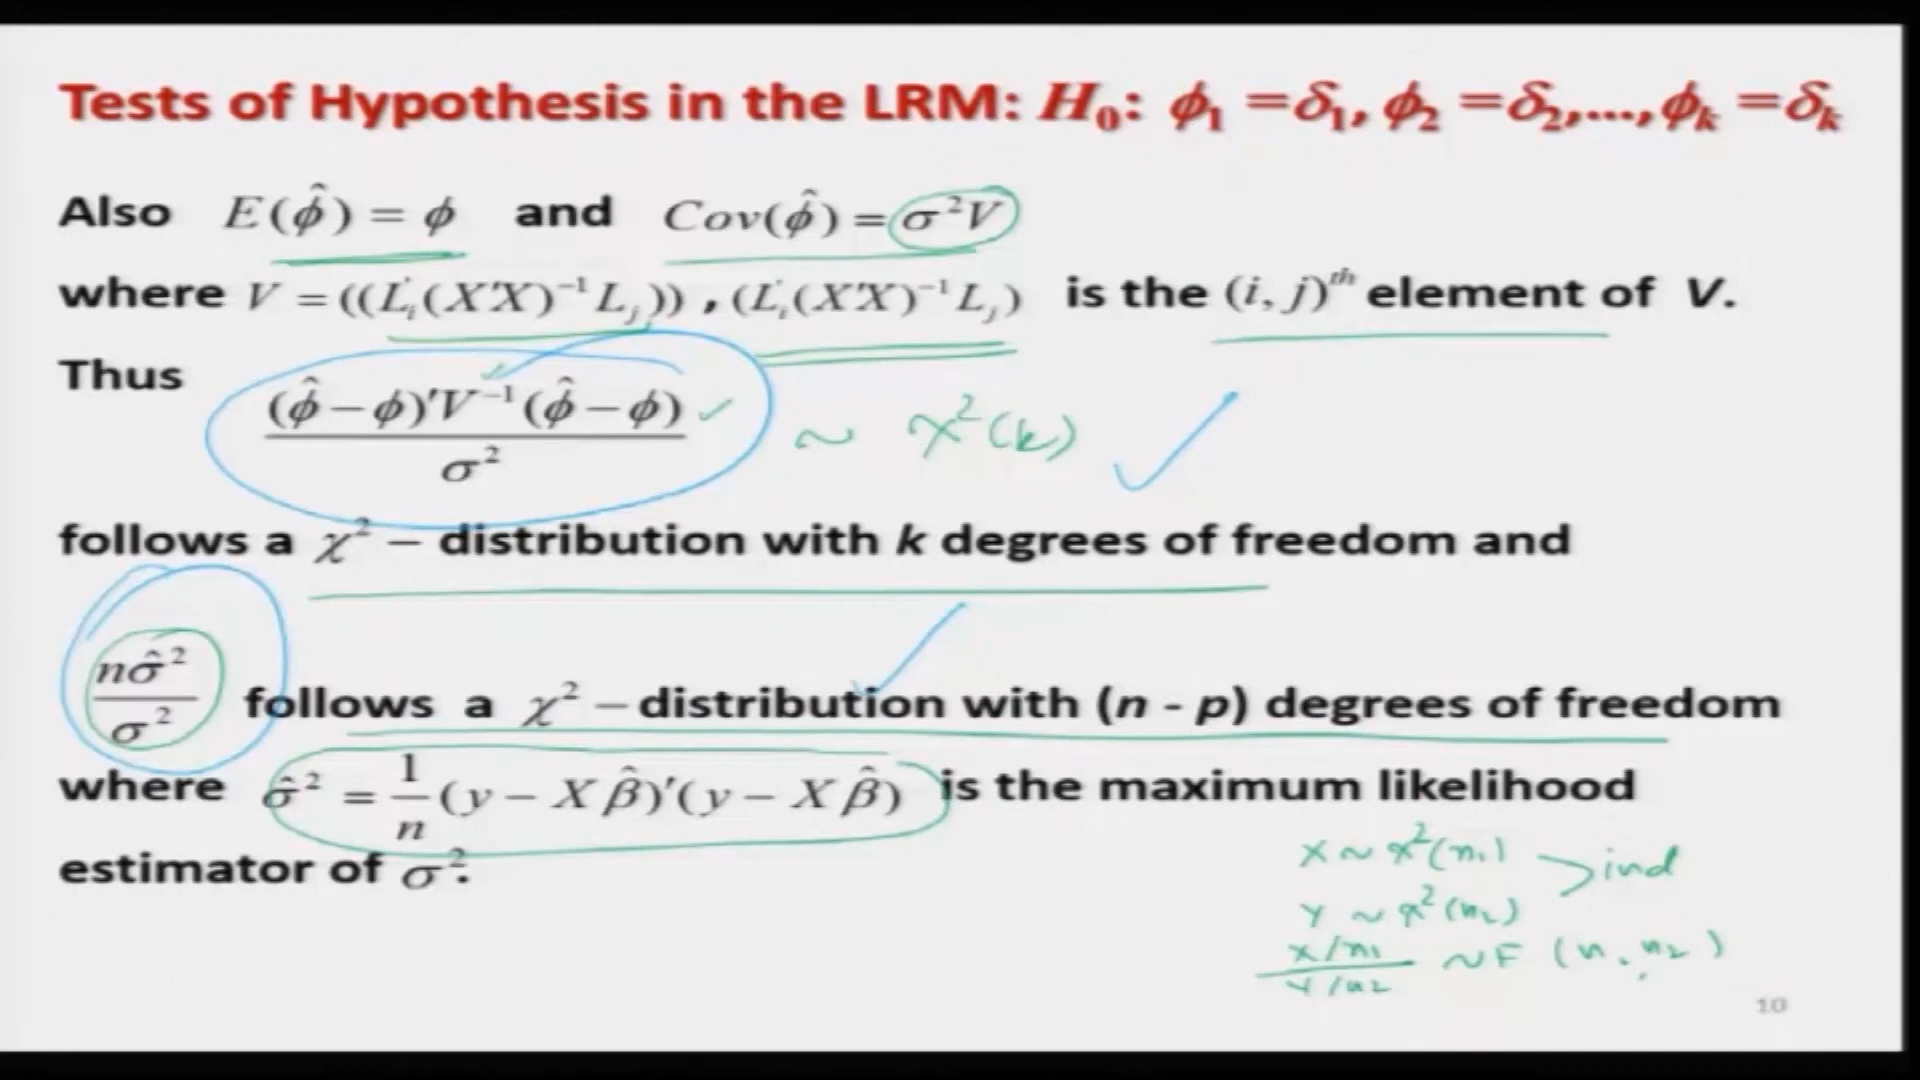 Tests of Hypothesis in the LRM: H₀: ϕ₁ = δ₁, ϕ₂ = δ₂,..., ϕₖ = δₖ
Also E(ϕ̂) = ϕ and Cov(ϕ̂) = σ²V
where V = ((L'ᵢ(X'X)⁻¹Lⱼ)), (L'ᵢ(X'X)⁻¹Lⱼ) is the (i, j)ᵗʰ element of V.
Thus (ϕ̂ − ϕ)'V⁻¹(ϕ̂ − ϕ) / σ² ~ χ²(k)
follows a χ² − distribution with k degrees of freedom and
nσ̂² / σ² follows a χ² − distribution with (n - p) degrees of freedom
where σ̂² = 1/n (y − Xβ̂)'(y − Xβ̂) is the maximum likelihood
estimator of σ².
X ~ χ²(n₁) > ind
Y ~ χ²(n₂)
X/n₁ / Y/n₂ ~ F (n₁, n₂)
10